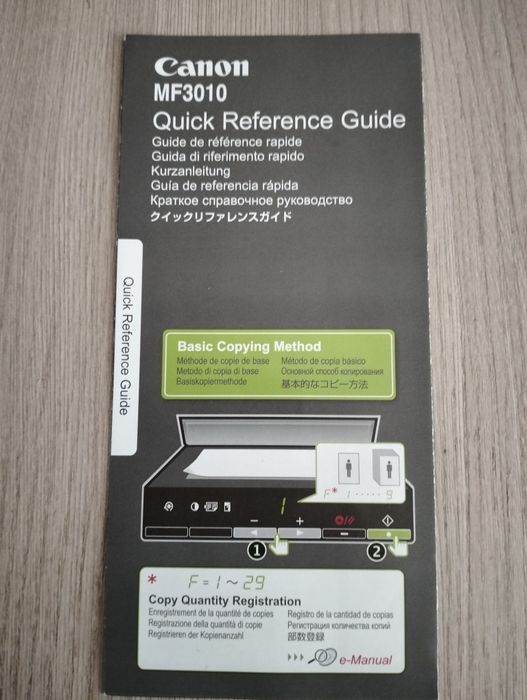 Canon
MF3010
Quick Reference Guide
Guide de référence rapide
Guida di riferimento rapido
Kurzanleitung
Guía de referencia rápida
Краткое справочное руководство
クイックリファレンスガイド
Quick Reference Guide
Basic Copying Method
Méthode de copie de base Método de copia básico
Metodo di copia di base Основной способ копирования
Basiskopiermethode 基本的なコピー方法
F* 1 ····· 9
1
− +
1 2
* F = 1 ~ 29
Copy Quantity Registration
Enregistrement de la quantité de copies Registro de la cantidad de copias
Registrazione della quantità di copie Регистрация количества копий
Registrieren der Kopienanzahl 部数登録
e-Manual